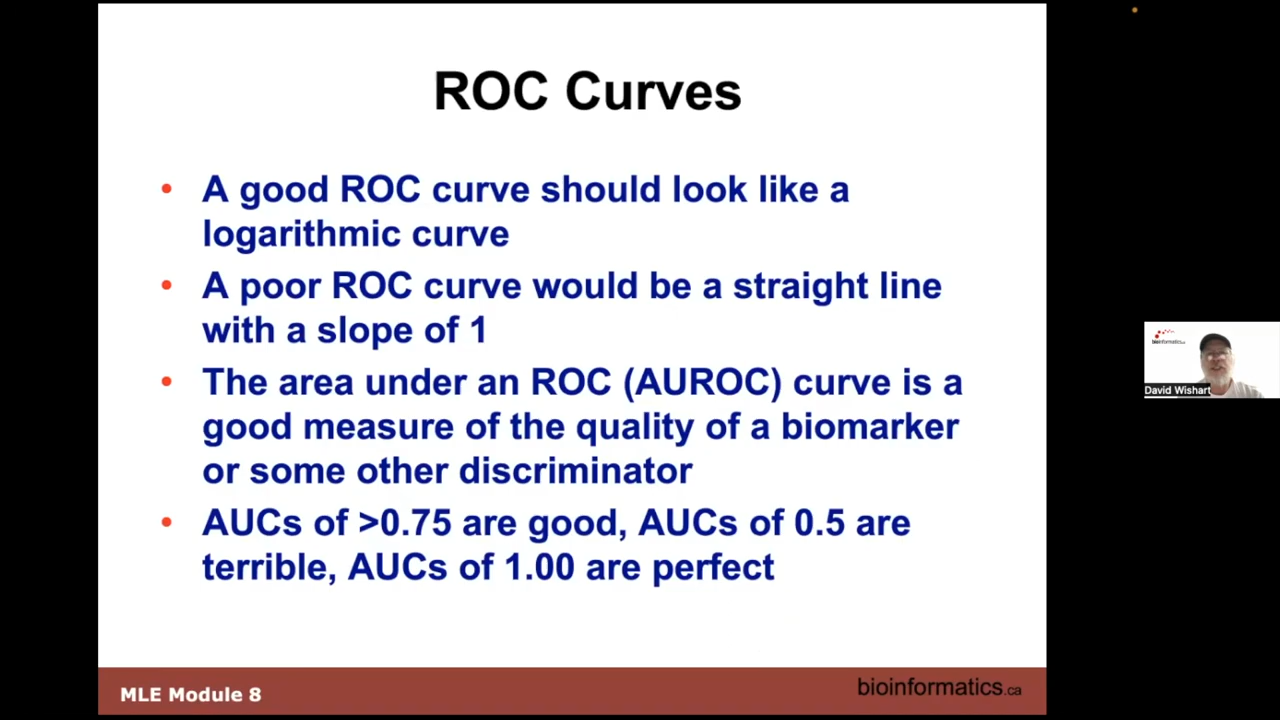 ROC Curves
• A good ROC curve should look like a
logarithmic curve
• A poor ROC curve would be a straight line
with a slope of 1
• The area under an ROC (AUROC) curve is a
good measure of the quality of a biomarker
or some other discriminator
• AUCs of >0.75 are good, AUCs of 0.5 are
terrible, AUCs of 1.00 are perfect
MLE Module 8
bioinformatics.ca
bioinformatics.ca
David Wishart